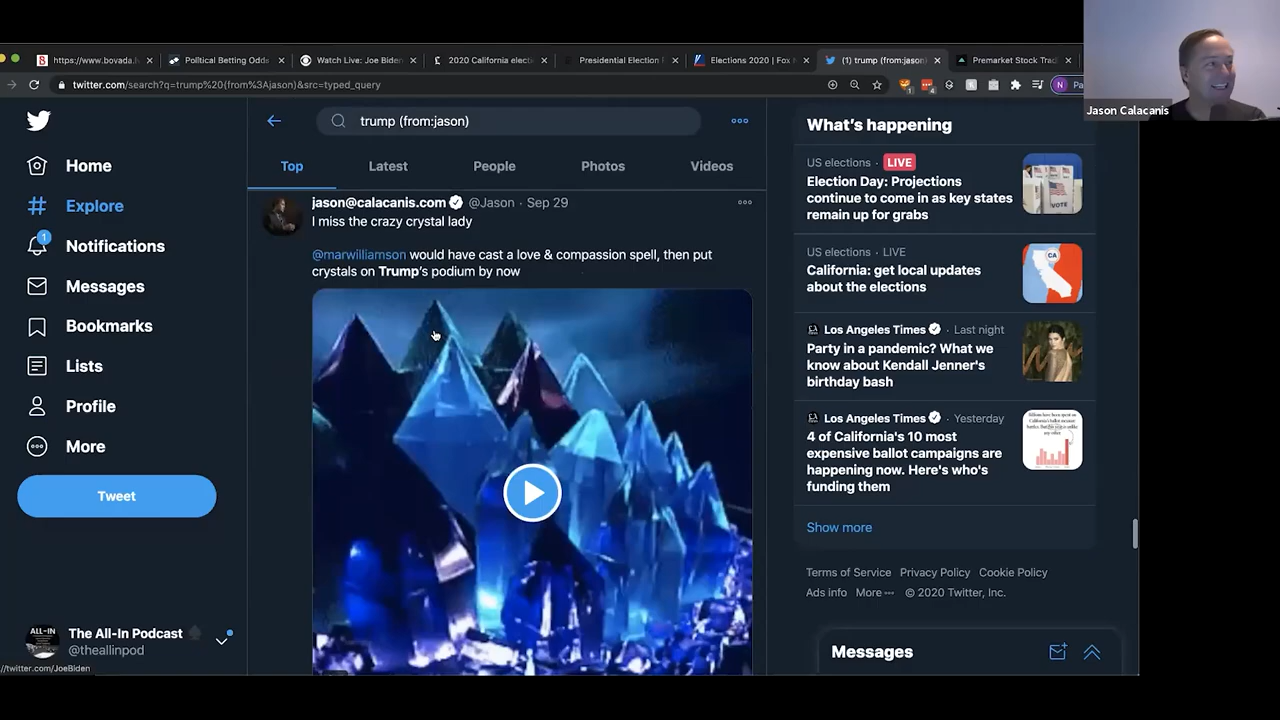 https://www.bovada.lv
Political Betting Odds
Watch Live: Joe Biden
2020 California electi
Presidential Election
Elections 2020 | Fox
(1) trump (from:jason)
Premarket Stock Trad
twitter.com/search?q=trump%20(from%3Ajason)&src=typed_query
N
Pa
Jason Calacanis
Home
Explore
1
Notifications
Messages
Bookmarks
Lists
Profile
More
Tweet
ALL-IN
The All-In Podcast
@theallinpod
//twitter.com/JoeBiden
trump (from:jason)
Top
Latest
People
Photos
Videos
jason@calacanis.com @Jason · Sep 29
I miss the crazy crystal lady
@marwilliamson would have cast a love & compassion spell, then put
crystals on Trump's podium by now
What's happening
US elections · LIVE
Election Day: Projections
continue to come in as key states
remain up for grabs
VOTE
US elections · LIVE
California: get local updates
about the elections
CA
Los Angeles Times · Last night
Party in a pandemic? What we
know about Kendall Jenner's
birthday bash
Los Angeles Times · Yesterday
4 of California's 10 most
expensive ballot campaigns are
happening now. Here's who's
funding them
Show more
Terms of Service Privacy Policy Cookie Policy
Ads info More © 2020 Twitter, Inc.
Messages